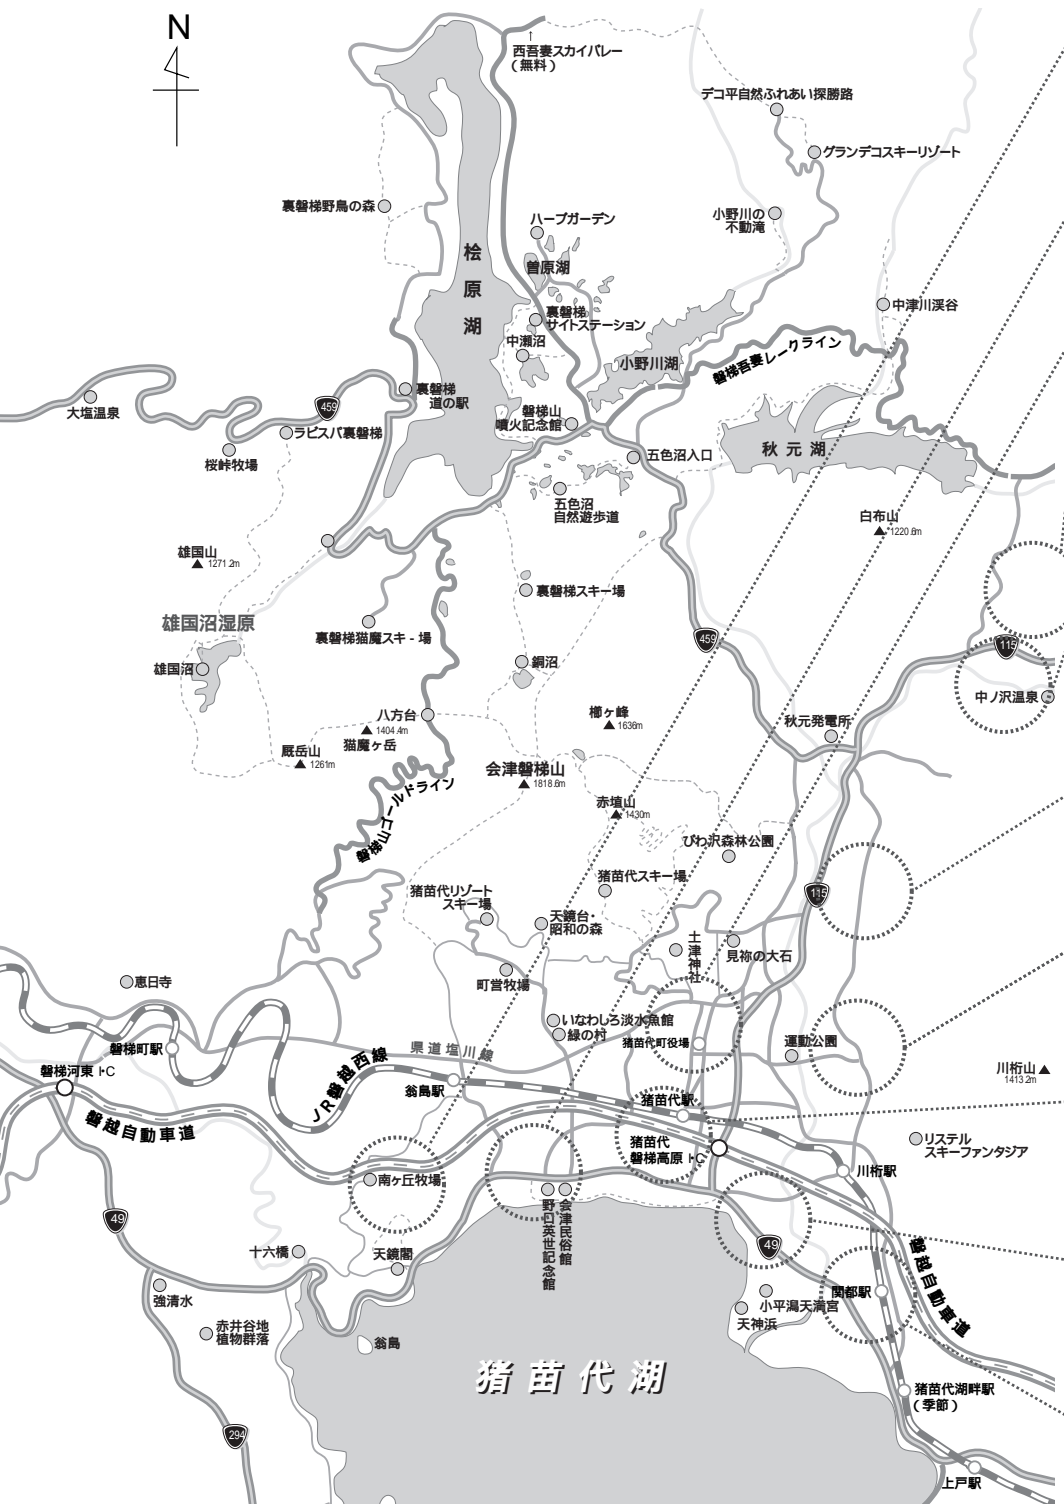 N
↑
西吾妻スカイバレー
（無料）
デコ平自然ふれあい探勝路
グランデコスキーリゾート
裏磐梯野鳥の森
ハーブガーデン
小野川の
不動滝
桧原湖
曽原湖
中津川渓谷
裏磐梯
サイトステーション
中瀬沼
小野川湖
磐梯吾妻レークライン
大塩温泉
459
裏磐梯
道の駅
磐梯山
噴火記念館
ラビスパ裏磐梯
桜峠牧場
五色沼入口
秋元湖
五色沼
自然遊歩道
白布山
1220.6m
雄国山
1271.2m
裏磐梯スキー場
雄国沼湿原
裏磐梯猫魔スキ-場
459
115
雄国沼
銅沼
中ノ沢温泉
八方台
1404.4m
猫魔ヶ岳
櫛ヶ峰
1636m
秋元発電所
厩岳山
1261m
会津磐梯山
1818.6m
磐梯山ゴールドライン
赤埴山
1430m
びわ沢森林公園
猪苗代スキー場
猪苗代リゾート
スキー場
115
天鏡台・
昭和の森
土津神社
見祢の大石
町営牧場
恵日寺
いなわしろ淡水魚館
緑の村
猪苗代町役場
運動公園
磐梯町駅
県道塩川線
JR磐越西線
川桁山
1413.2m
磐梯河東I・C
翁島駅
猪苗代駅
磐越自動車道
猪苗代
磐梯高原I・C
リステル
スキーファンタジア
川桁駅
南ヶ丘牧場
野口英世記念館
会津民俗館
49
49
磐越自動車道
十六橋
天鏡閣
関都駅
強清水
小平潟天満宮
天神浜
赤井谷地
植物群落
翁島
猪苗代湖
猪苗代湖畔駅
（季節）
294
上戸駅